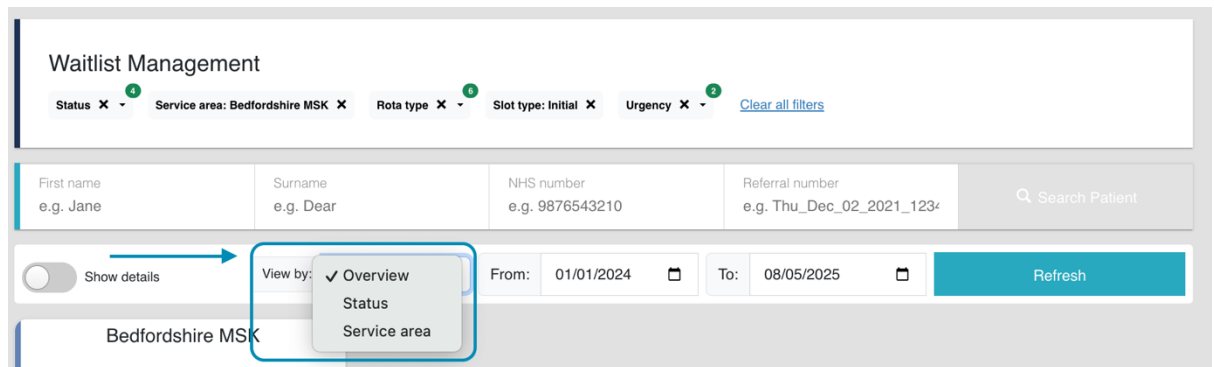 Waitlist Management
Status ✕ 4
Service area: Bedfordshire MSK ✕
Rota type ✕ 6
Slot type: Initial ✕
Urgency ✕ 2
Clear all filters
First name
e.g. Jane
Surname
e.g. Dear
NHS number
e.g. 9876543210
Referral number
e.g. Thu_Dec_02_2021_1234
Search Patient
Show details
View by:
✓ Overview
Status
Service area
From: 01/01/2024
To: 08/05/2025
Refresh
Bedfordshire MSK